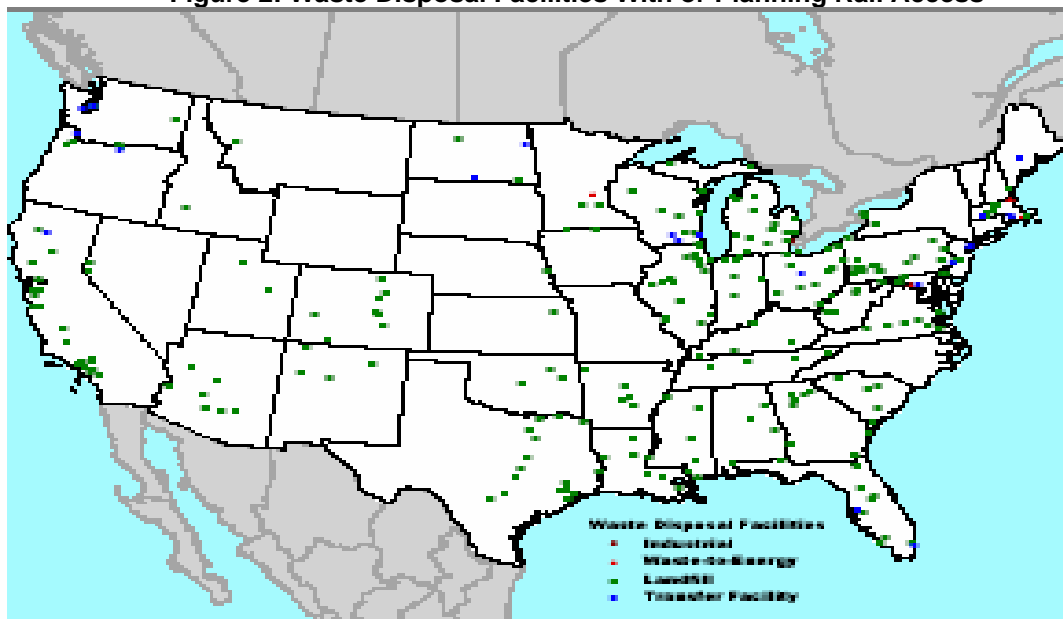 Figure 2. Waste Disposal Facilities With or Planning Rail Access
Waste Disposal Facilities
Industrial
Waste-to-Energy
Landfill
Transfer Facility